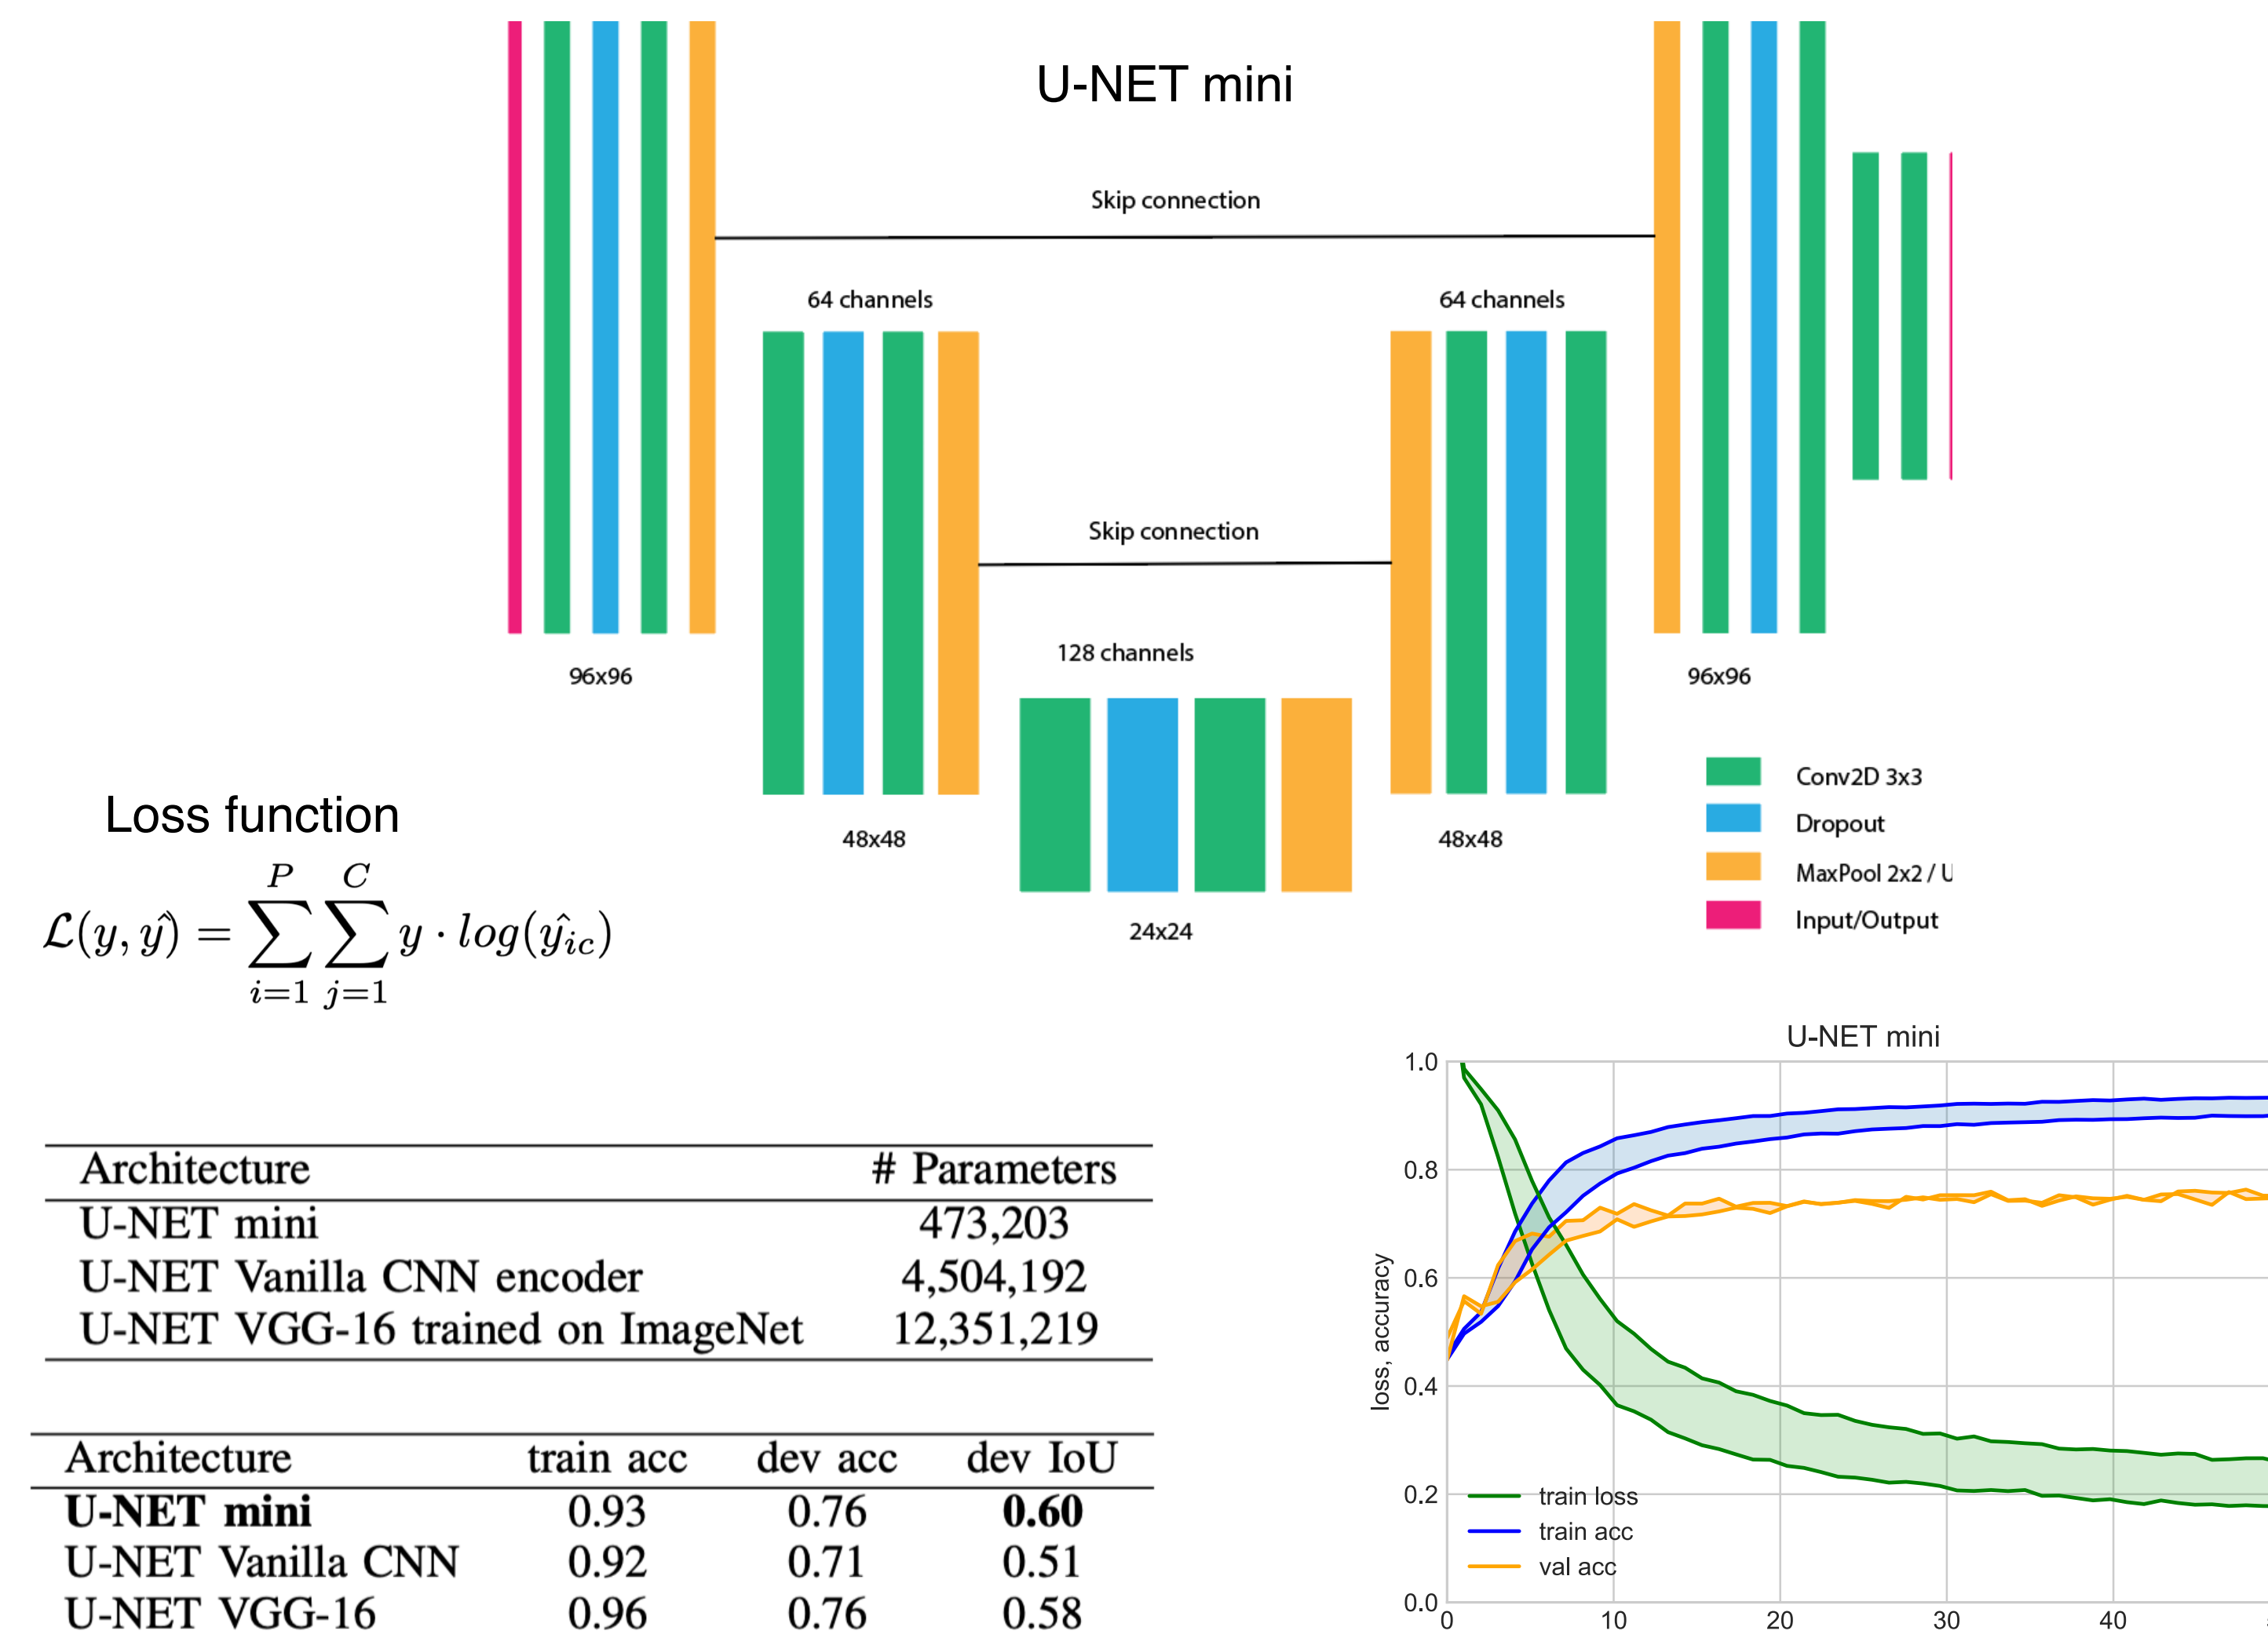 U-NET mini
Skip connection
64 channels
64 channels
Skip connection
128 channels
96x96
96x96
48x48
48x48
24x24
Conv2D 3x3
Dropout
MaxPool 2x2 /
Input/Output
Loss function
ℒ(y, ŷ) = ∑_{i=1}^{P} ∑_{j=1}^{C} y · log(ŷ_{ic})
Architecture # Parameters
U-NET mini 473,203
U-NET Vanilla CNN encoder 4,504,192
U-NET VGG-16 trained on ImageNet 12,351,219
Architecture train acc dev acc dev IoU
U-NET mini 0.93 0.76 0.60
U-NET Vanilla CNN 0.92 0.71 0.51
U-NET VGG-16 0.96 0.76 0.58
U-NET mini
loss, accuracy
1.0
0.8
0.6
0.4
0.2
0.0
train loss
train acc
val acc
0 10 20 30 40